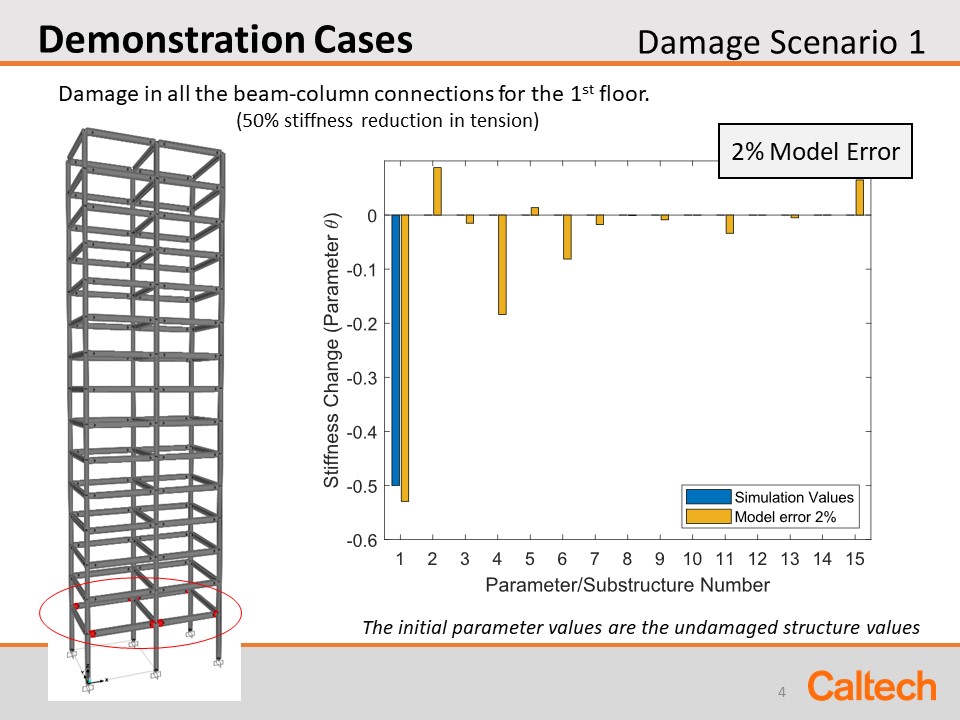 Demonstration Cases
Damage Scenario 1
Damage in all the beam-column connections for the 1st floor.
(50% stiffness reduction in tension)
2% Model Error
0
-0.1
-0.2
-0.3
-0.4
-0.5
-0.6
Stiffness Change (Parameter θ)
Simulation Values
Model error 2%
1 2 3 4 5 6 7 8 9 10 11 12 13 14 15
Parameter/Substructure Number
The initial parameter values are the undamaged structure values
4
Caltech